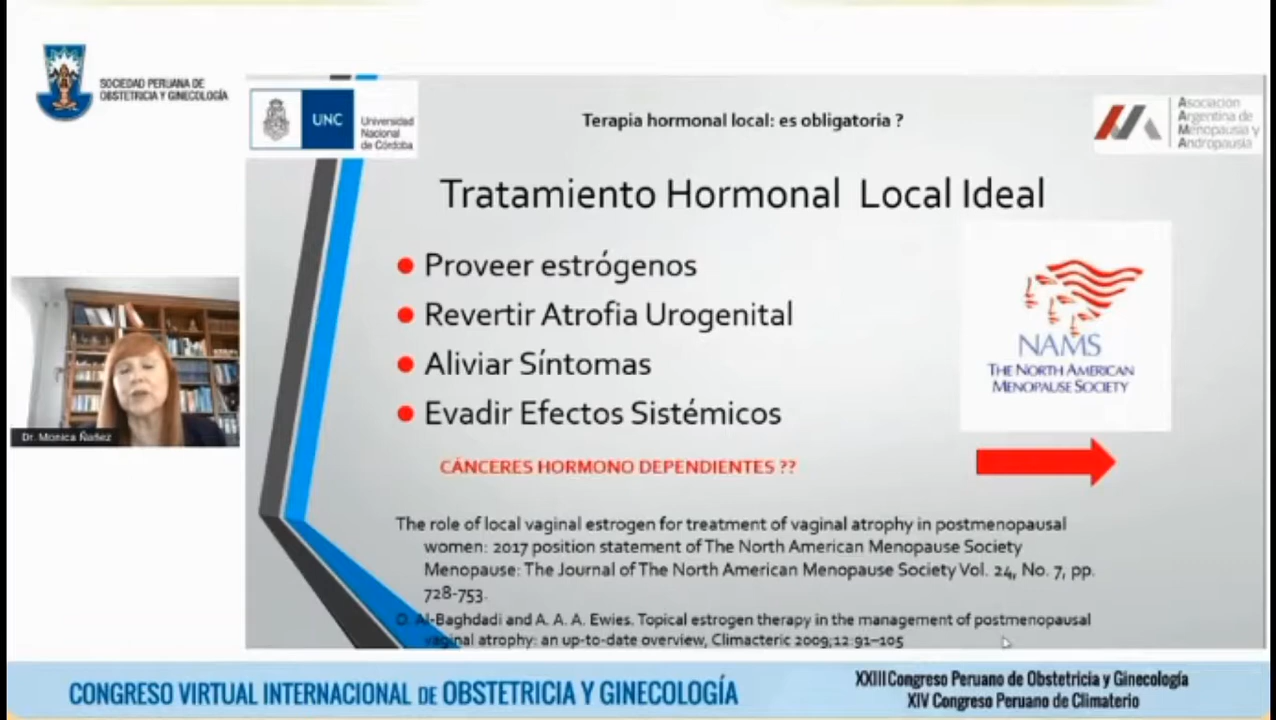 SOCIEDAD PERUANA DE
OBSTETRICIA Y GINECOLOGÍA
UNC
Universidad
Nacional
de Córdoba
Terapia hormonal local: es obligatoria ?
Asociación
Argentina de
Menopausia y
Andropausia
Tratamiento Hormonal Local Ideal
Proveer estrógenos
Revertir Atrofia Urogenital
Aliviar Síntomas
Evadir Efectos Sistémicos
NAMS
THE NORTH AMERICAN
MENOPAUSE SOCIETY
CÁNCERES HORMONO DEPENDIENTES ??
Dr. Monica Ñañez
The role of local vaginal estrogen for treatment of vaginal atrophy in postmenopausal
women: 2017 position statement of The North American Menopause Society
Menopause: The Journal of The North American Menopause Society Vol. 24, No. 7, pp.
728-753.
O. Al-Baghdadi and A. A. A. Ewies. Topical estrogen therapy in the management of postmenopausal
vaginal atrophy: an up-to-date overview, Climacteric 2009;12:91–105
CONGRESO VIRTUAL INTERNACIONAL DE OBSTETRICIA Y GINECOLOGÍA
XXIII Congreso Peruano de Obstetricia y Ginecología
XIV Congreso Peruano de Climaterio